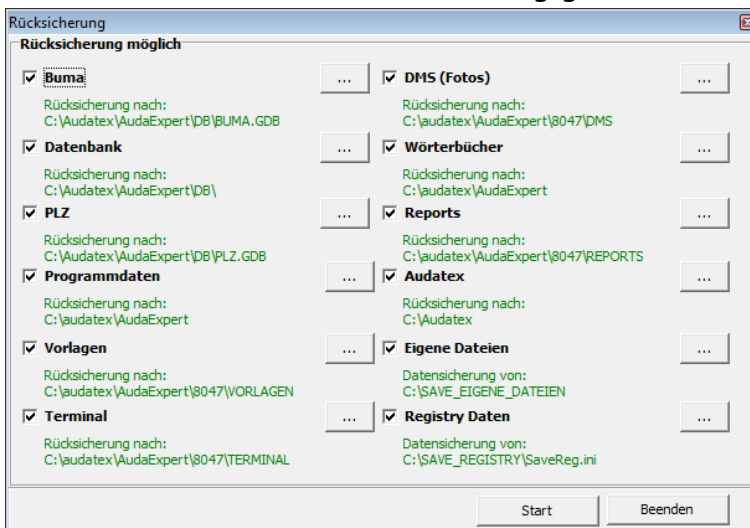 Rücksicherung
Rücksicherung möglich
Buma
...
Rücksicherung nach:
C:\Audatex\AudaExpert\DB\BUMA.GDB
DMS (Fotos)
...
Rücksicherung nach:
C:\audatex\AudaExpert\8047\DMS
Datenbank
...
Rücksicherung nach:
C:\Audatex\AudaExpert\DB\
Wörterbücher
...
Rücksicherung nach:
C:\audatex\AudaExpert
PLZ
...
Rücksicherung nach:
C:\Audatex\AudaExpert\DB\PLZ.GDB
Reports
...
Rücksicherung nach:
C:\audatex\AudaExpert\8047\REPORTS
Programmdaten
...
Rücksicherung nach:
C:\audatex\AudaExpert
Audatex
...
Rücksicherung nach:
C:\Audatex
Vorlagen
...
Rücksicherung nach:
C:\audatex\AudaExpert\8047\VORLAGEN
Eigene Dateien
...
Datensicherung von:
C:\SAVE_EIGENE_DATEIEN
Terminal
...
Rücksicherung nach:
C:\audatex\AudaExpert\8047\TERMINAL
Registry Daten
...
Datensicherung von:
C:\SAVE_REGISTRY\SaveReg.ini
Start
Beenden